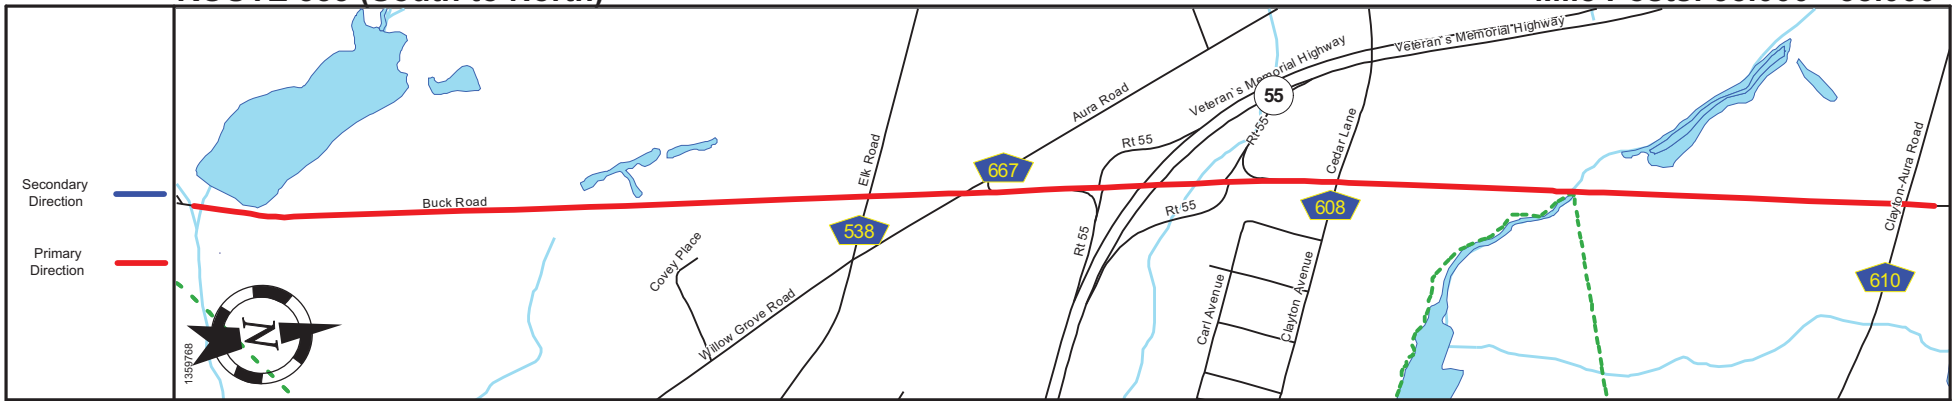 Secondary
Direction
Primary
Direction
Buck Road
Covey Place
Willow Grove Road
Elk Road
538
667
Aura Road
Rt 55
Rt 55
Rt 55
Rt 55
Veteran`s Memorial Highway
55
Veteran`s Memorial Highway
Cedar Lane
608
Carl Avenue
Clayton Avenue
Clayton-Aura Road
610
N
1359768